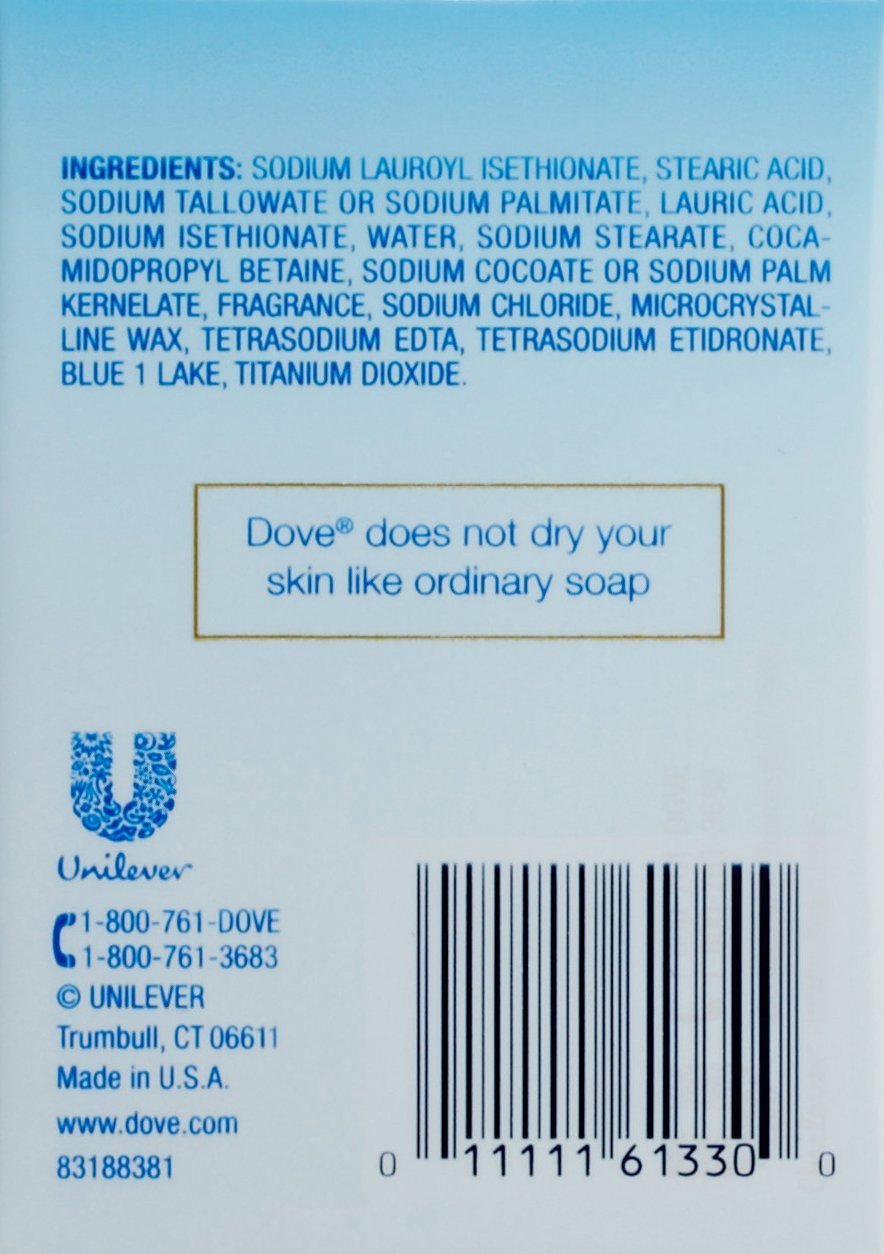 INGREDIENTS: SODIUM LAUROYL ISETHIONATE, STEARIC ACID,
SODIUM TALLOWATE OR SODIUM PALMITATE, LAURIC ACID,
SODIUM ISETHIONATE, WATER, SODIUM STEARATE, COCA-
MIDOPROPYL BETAINE, SODIUM COCOATE OR SODIUM PALM
KERNELATE, FRAGRANCE, SODIUM CHLORIDE, MICROCRYSTAL-
LINE WAX, TETRASODIUM EDTA, TETRASODIUM ETIDRONATE,
BLUE 1 LAKE, TITANIUM DIOXIDE.
Dove® does not dry your
skin like ordinary soap
Unilever
1-800-761-DOVE
1-800-761-3683
© UNILEVER
Trumbull, CT 06611
Made in U.S.A.
www.dove.com
83188381
0 11111 61330 0